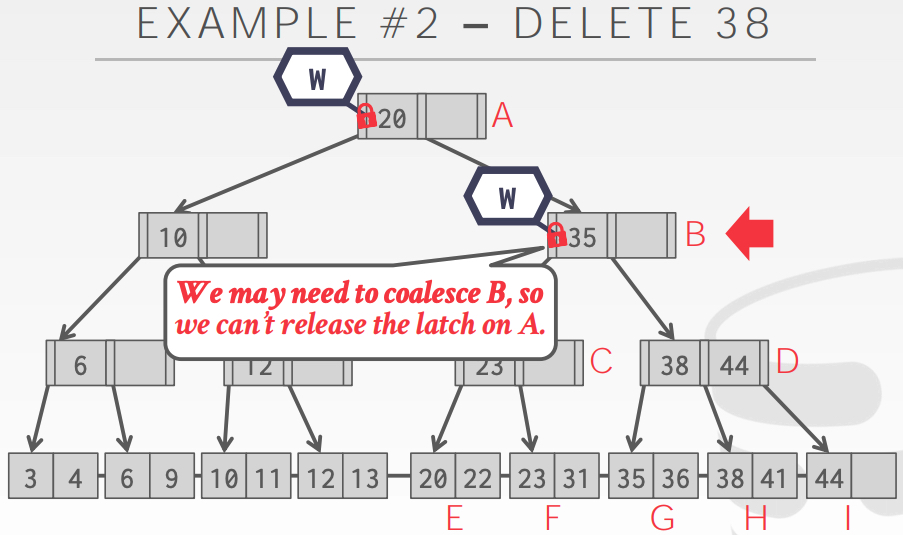 EXAMPLE #2 – DELETE 38
W
20 A
W
10 35 B
We may need to coalesce B, so
we can't release the latch on A.
6 12 23 C 38 44 D
3 4 6 9 10 11 12 13 20 22 23 31 35 36 38 41 44
E F G H I